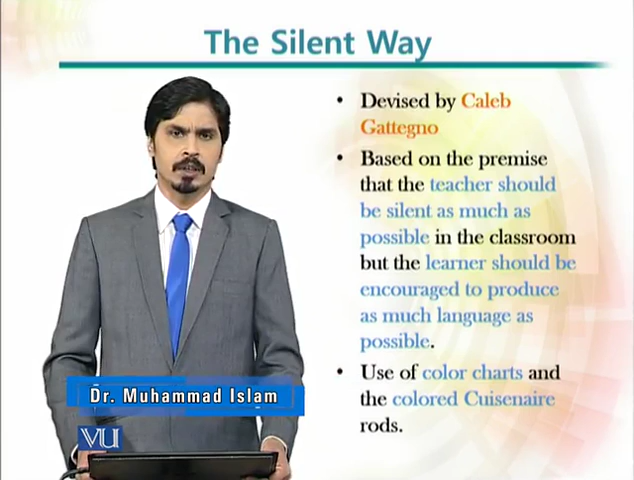 The Silent Way
• Devised by Caleb
Gattegno
• Based on the premise
that the teacher should
be silent as much as
possible in the classroom
but the learner should be
encouraged to produce
as much language as
possible.
• Use of color charts and
the colored Cuisenaire
rods.
Dr. Muhammad Islam
VU